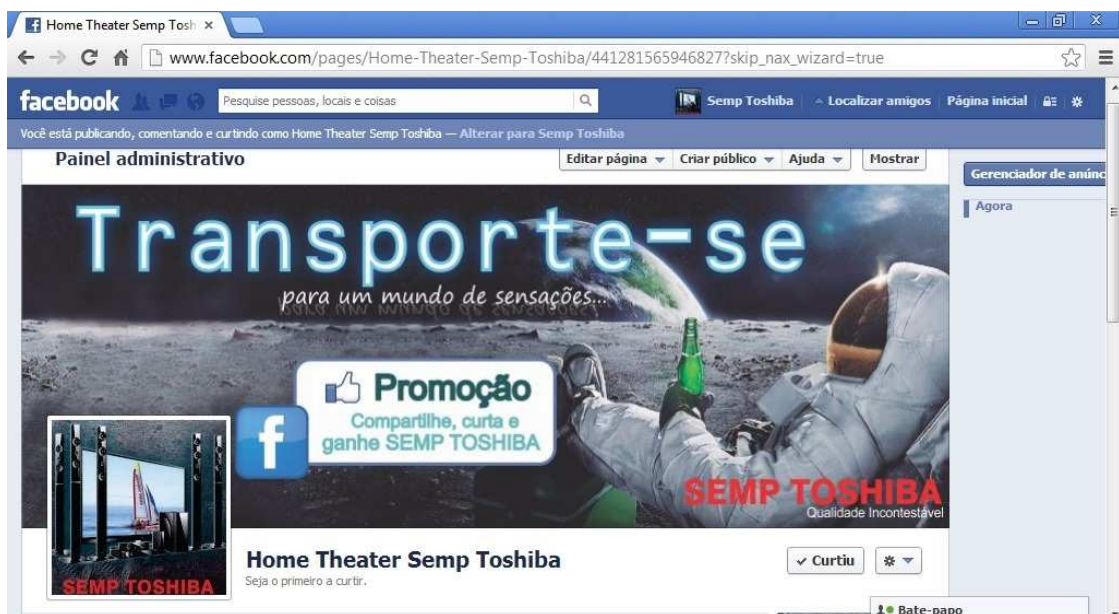 Home Theater Semp Tosh
www.facebook.com/pages/Home-Theater-Semp-Toshiba/441281565946827?skip_nax_wizard=true
facebook Pesquise pessoas, locais e coisas Semp Toshiba Localizar amigos Página inicial
Você está publicando, comentando e curtindo como Home Theater Semp Toshiba — Alterar para Semp Toshiba
Painel administrativo Editar página Criar público Ajuda Mostrar
Gerenciador de anúnc
Agora
Transporte-se
para um mundo de sensações...
Promoção
Compartilhe, curta e
ganhe SEMP TOSHIBA
SEMP TOSHIBA
Qualidade Incontestável
SEMP TOSHIBA
Home Theater Semp Toshiba Curtiu
Seja o primeiro a curtir.
Bate-papo